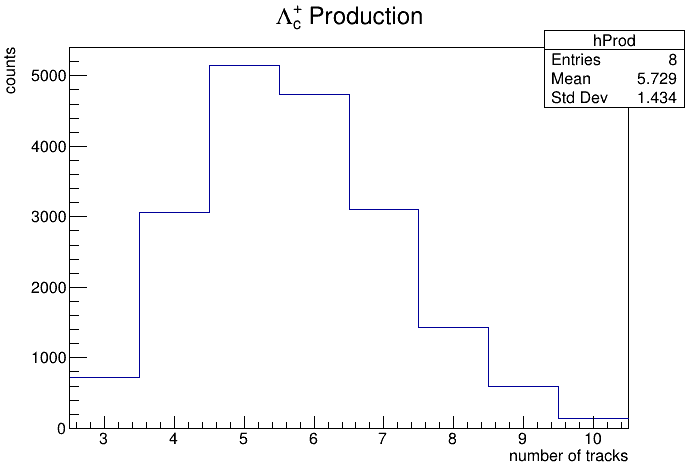 Λc+ Production
hProd
Entries 8
Mean 5.729
Std Dev 1.434
counts
5000
4000
3000
2000
1000
0
3 4 5 6 7 8 9 10
number of tracks